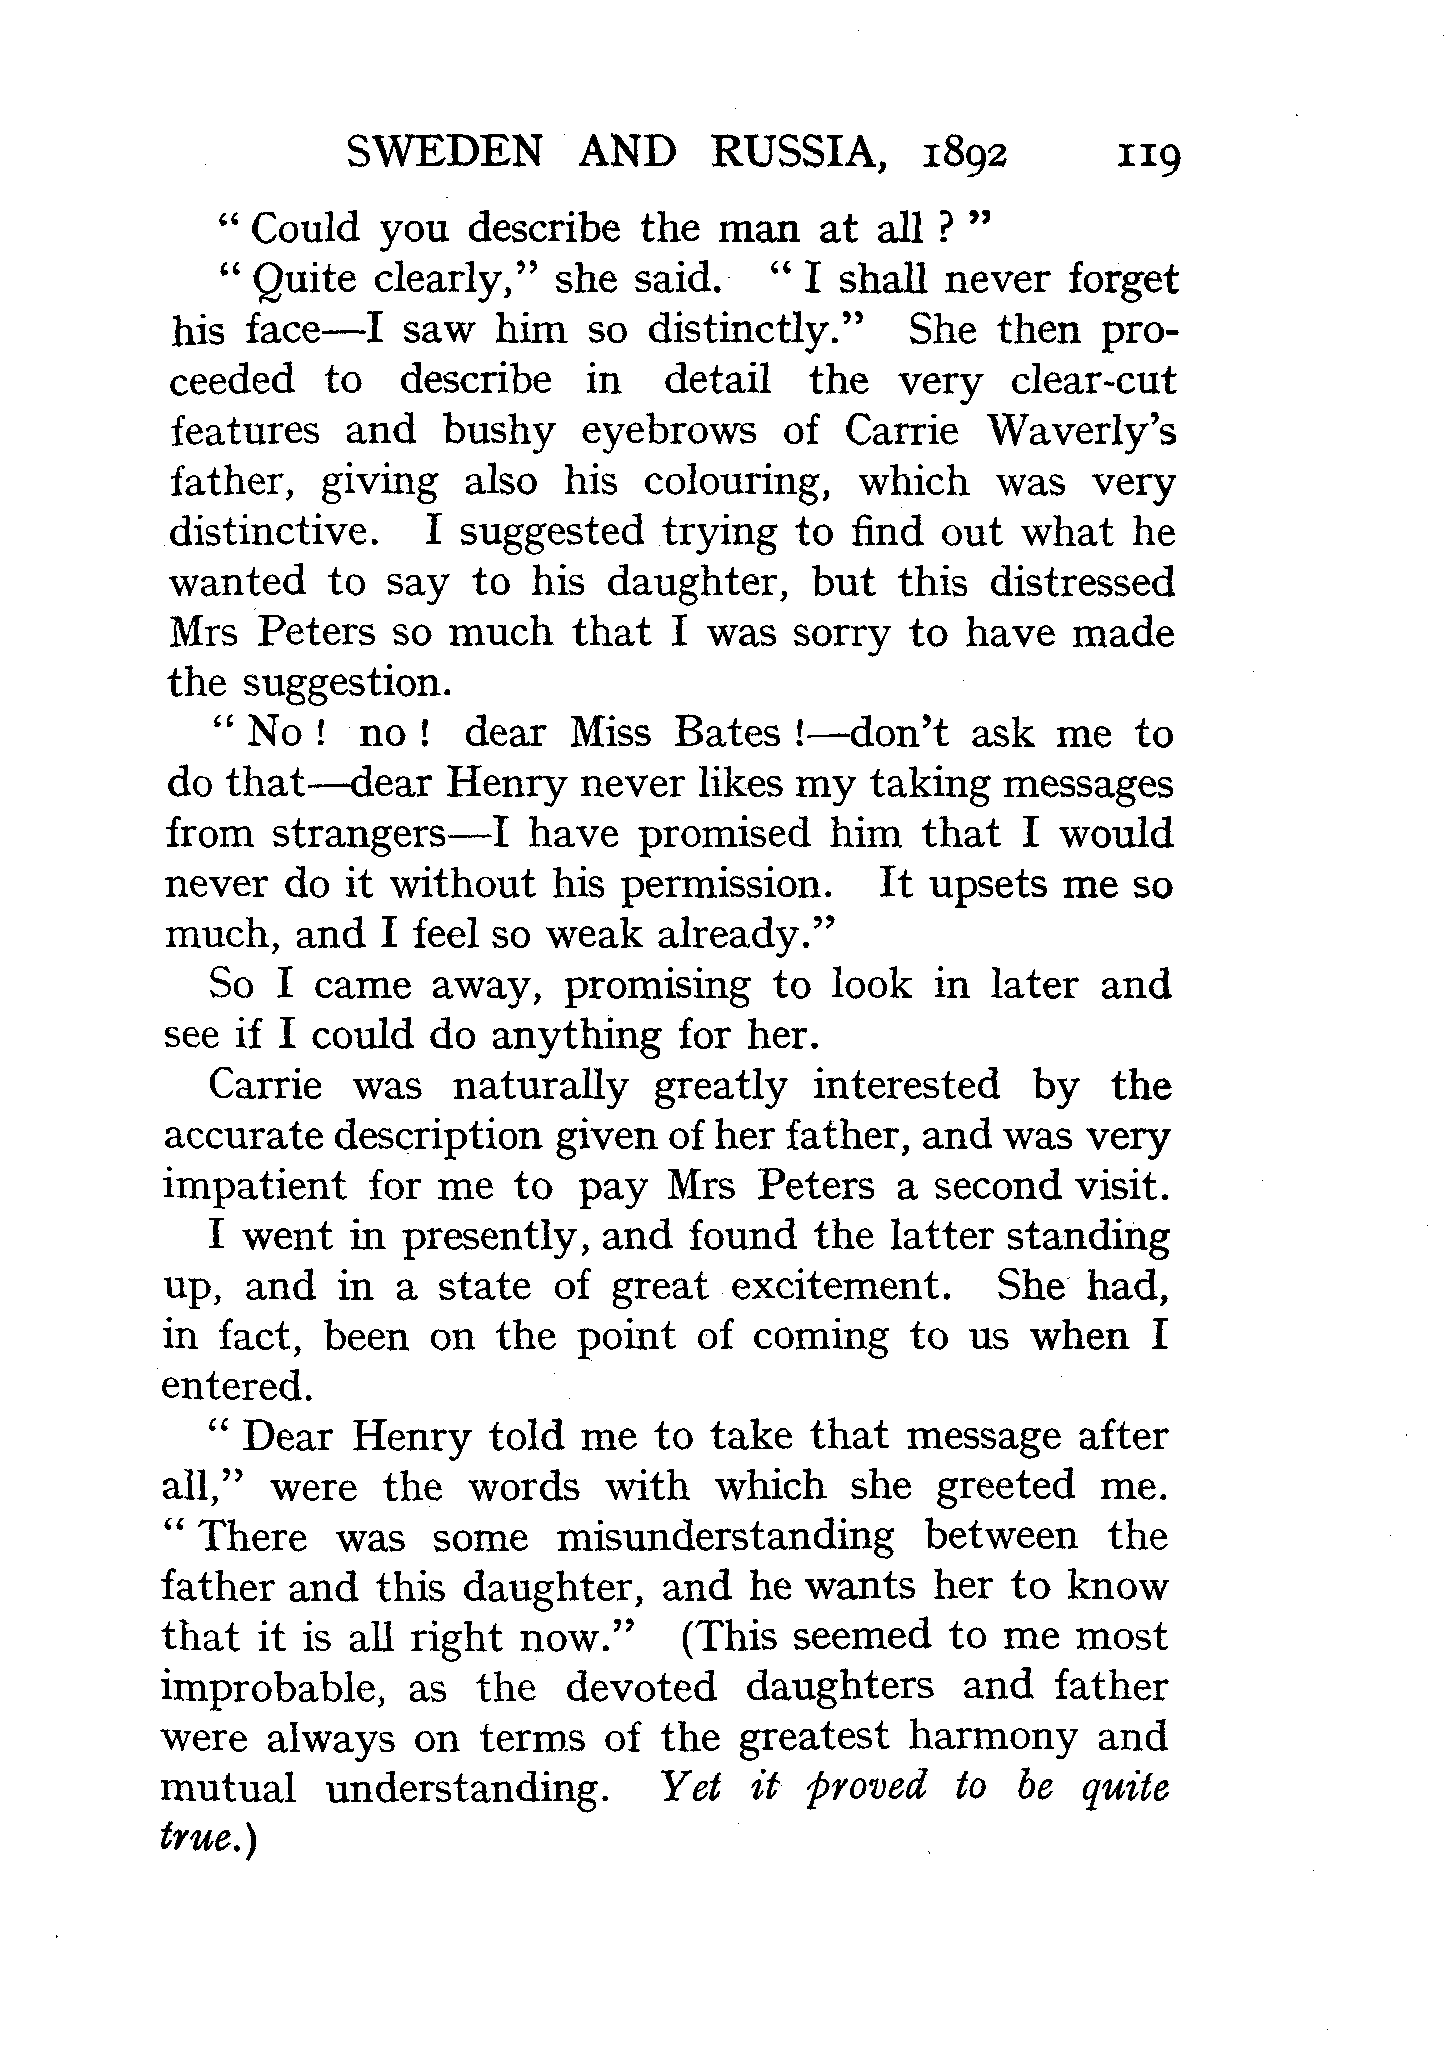 SWEDEN AND RUSSIA, 1892 119
“ Could you describe the man at all ? ”
“ Quite clearly,” she said. “ I shall never forget
his face—I saw him so distinctly.” She then pro-
ceeded to describe in detail the very clear-cut
features and bushy eyebrows of Carrie Waverly’s
father, giving also his colouring, which was very
distinctive. I suggested trying to find out what he
wanted to say to his daughter, but this distressed
Mrs Peters so much that I was sorry to have made
the suggestion.
“ No ! no ! dear Miss Bates !—don’t ask me to
do that—dear Henry never likes my taking messages
from strangers—I have promised him that I would
never do it without his permission. It upsets me so
much, and I feel so weak already.”
So I came away, promising to look in later and
see if I could do anything for her.
Carrie was naturally greatly interested by the
accurate description given of her father, and was very
impatient for me to pay Mrs Peters a second visit.
I went in presently, and found the latter standing
up, and in a state of great excitement. She had,
in fact, been on the point of coming to us when I
entered.
“ Dear Henry told me to take that message after
all,” were the words with which she greeted me.
“ There was some misunderstanding between the
father and this daughter, and he wants her to know
that it is all right now.” (This seemed to me most
improbable, as the devoted daughters and father
were always on terms of the greatest harmony and
mutual understanding. Yet it proved to be quite
true.)